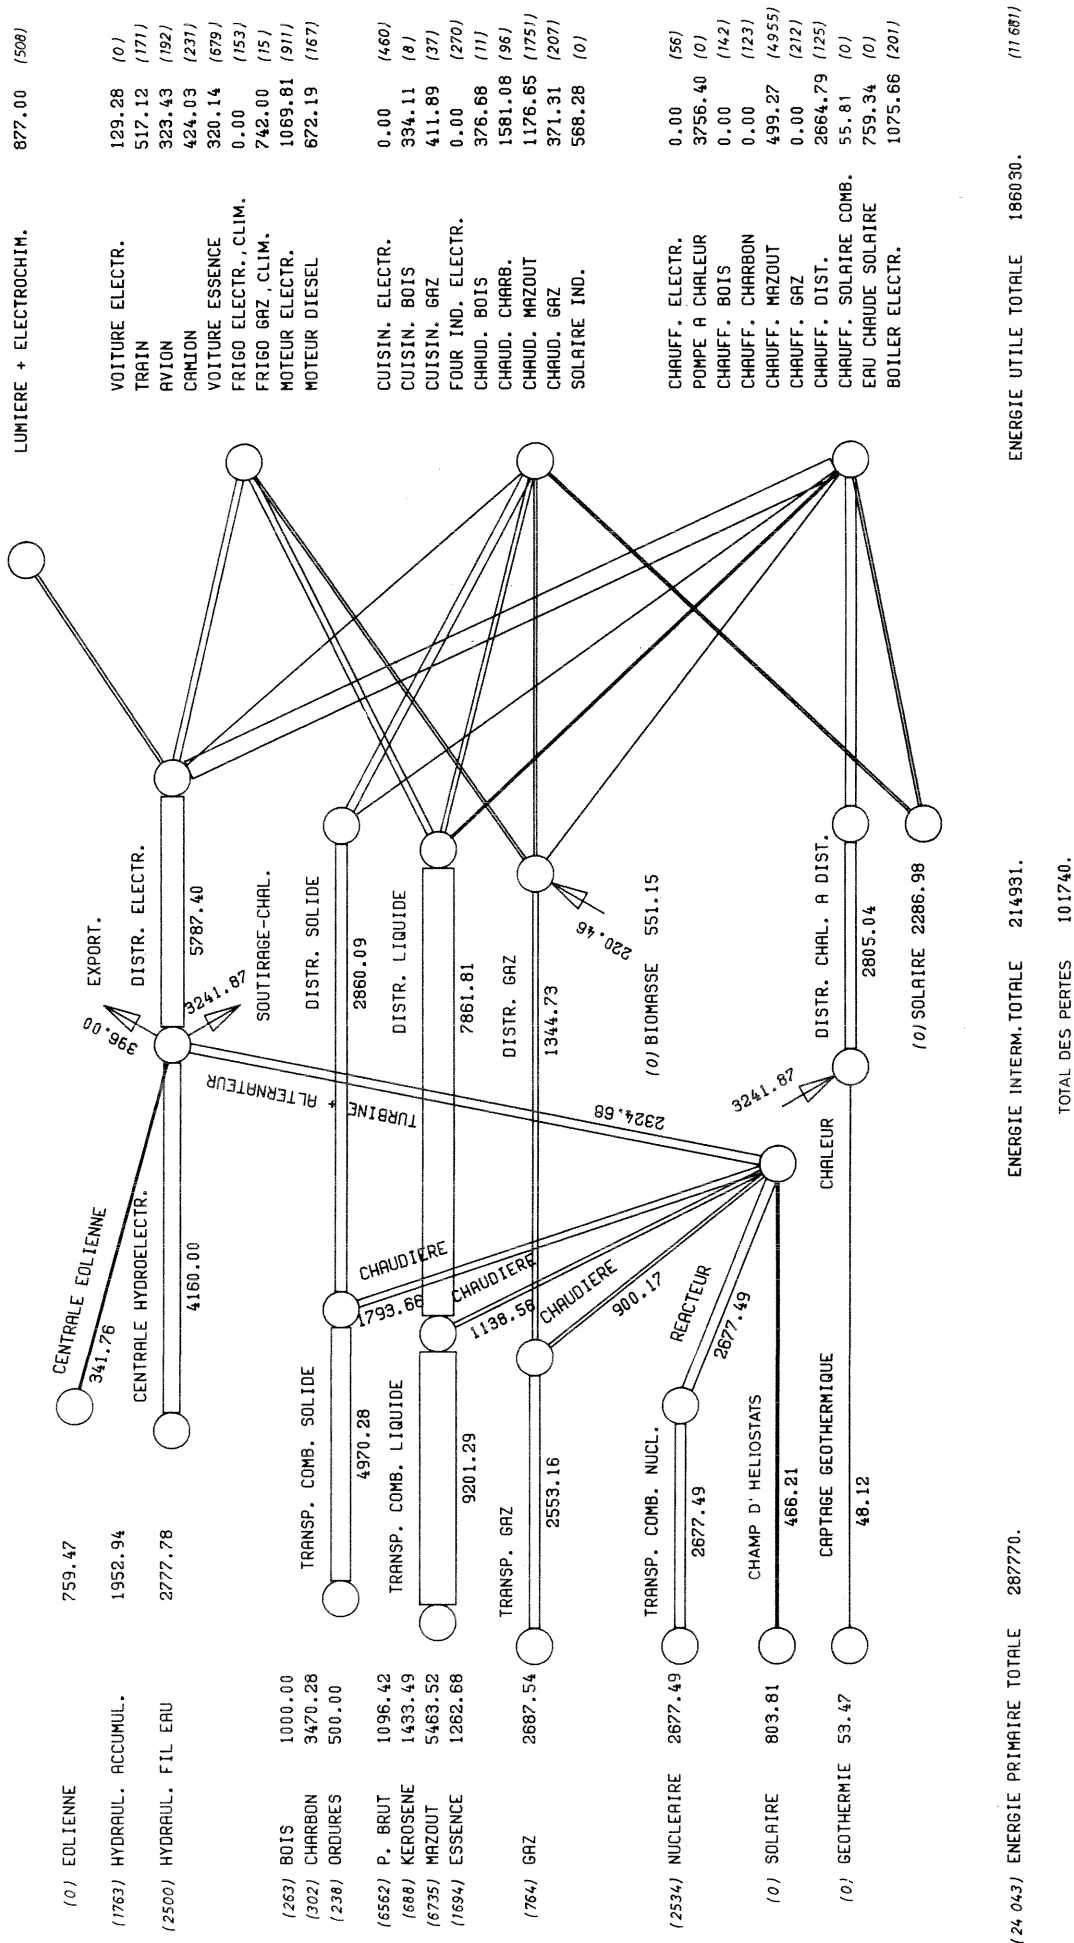 (0) EOLIENNE 759.47
(1763) HYDRAUL. ACCUMUL. 1952.94
(2500) HYDRAUL. FIL EAU 2777.78
(263) BOIS 1000.00
(302) CHARBON 3470.28
(238) ORDURES 500.00
(6562) P. BRUT 1096.42
(688) KEROSENE 1433.49
(6735) MAZOUT 5463.52
(1694) ESSENCE 1262.68
(764) GAZ 2687.54
(2534) NUCLEAIRE 2677.49
(0) SOLAIRE 803.81
(0) GEOTHERMIE 53.47
CENTRALE EOLIENNE
341.76
CENTRALE HYDROELECTR.
4160.00
TRANSP. COMB. SOLIDE
4970.28
TRANSP. COMB. LIQUIDE
9201.29
TRANSP. GAZ
2553.16
TRANSP. COMB. NUCL.
2677.49
CHAMP D'HELIOSTATS
466.21
CAPTAGE GEOTHERMIQUE
48.12
CHAUDIERE
1793.66
CHAUDIERE
1138.56
CHAUDIERE
900.17
REACTEUR
2677.49
TURBINE + ALTERNATEUR
2324.68
CHALEUR
3241.87
EXPORT.
396.00
DISTR. ELECTR.
5787.40
3241.87
SOUTIRAGE-CHAL.
DISTR. SOLIDE
2860.09
DISTR. LIQUIDE
7861.81
DISTR. GAZ
1344.73
220.46
(0) BIOMASSE 551.15
DISTR. CHAL. A DIST.
2805.04
(0) SOLAIRE 2286.98
LUMIERE + ELECTROCHIM. 877.00 (508)
VOITURE ELECTR. 129.28 (0)
TRAIN 517.12 (171)
AVION 323.43 (192)
CAMION 424.03 (231)
VOITURE ESSENCE 320.14 (679)
FRIGO ELECTR.,CLIM. 0.00 (153)
FRIGO GAZ,CLIM. 742.00 (15)
MOTEUR ELECTR. 1069.81 (911)
MOTEUR DIESEL 672.19 (167)
CUISIN. ELECTR. 0.00 (460)
CUISIN. BOIS 334.11 (8)
CUISIN. GAZ 411.89 (37)
FOUR IND. ELECTR. 0.00 (270)
CHAUD. BOIS 376.68 (11)
CHAUD. CHARB. 1581.08 (96)
CHAUD. MAZOUT 1176.65 (1751)
CHAUD. GAZ 371.31 (207)
SOLAIRE IND. 568.28 (0)
CHAUFF. ELECTR. 0.00 (56)
POMPE A CHALEUR 3756.40 (0)
CHAUFF. BOIS 0.00 (142)
CHAUFF. CHARBON 0.00 (123)
CHAUFF. MAZOUT 499.27 (4955)
CHAUFF. GAZ 0.00 (212)
CHAUFF. DIST. 2664.79 (125)
CHAUFF. SOLAIRE COMB. 55.81 (0)
EAU CHAUDE SOLAIRE 759.34 (0)
BOILER ELECTR. 1075.66 (201)
(24 043) ENERGIE PRIMAIRE TOTALE 287770.
ENERGIE INTERM. TOTALE 214931.
ENERGIE UTILE TOTALE 186030. (11 681)
TOTAL DES PERTES 101740.